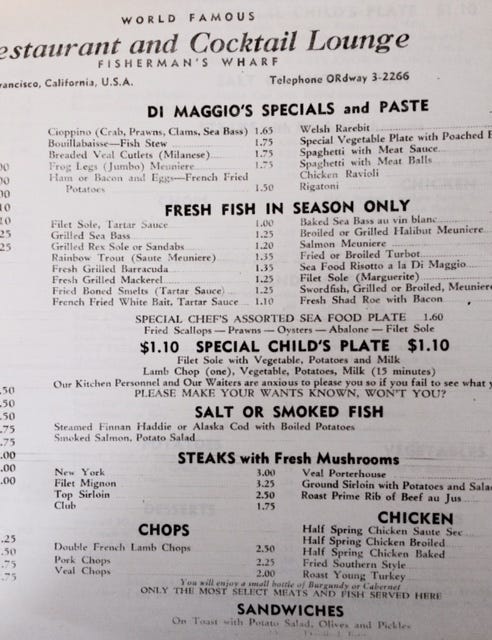 WORLD FAMOUS
estaurant and Cocktail Lounge
FISHERMAN'S WHARF
rancisco, California, U.S.A. Telephone ORdway 3-2266
DI MAGGIO'S SPECIALS and PASTE
Cioppino (Crab, Prawns, Clams, Sea Bass) 1.65
Bouillabaisse—Fish Stew 1.75
Breaded Veal Cutlets (Milanese) 1.75
Frog Legs (Jumbo) Meuniere 1.75
Ham or Bacon and Eggs—French Fried
Potatoes 1.50
Welsh Rarebit
Special Vegetable Plate with Poached
Spaghetti with Meat Sauce
Spaghetti with Meat Balls
Chicken Ravioli
Rigatoni
FRESH FISH IN SEASON ONLY
Filet Sole, Tartar Sauce 1.00
Grilled Sea Bass 1.25
Grilled Rex Sole or Sandabs 1.20
Rainbow Trout (Saute Meuniere) 1.35
Fresh Grilled Barracuda 1.35
Fresh Grilled Mackerel 1.25
Fried Boned Smelts (Tartar Sauce) 1.25
French Fried White Bait, Tartar Sauce 1.10
Baked Sea Bass au vin blanc
Broiled or Grilled Halibut Meuniere
Salmon Meuniere
Fried or Broiled Turbot
Sea Food Risotto a la Di Maggio
Filet Sole (Marguerite)
Swordfish, Grilled or Broiled, Meuniere
Fresh Shad Roe with Bacon
SPECIAL CHEF'S ASSORTED SEA FOOD PLATE 1.60
Fried Scallops — Prawns — Oysters — Abalone — Filet Sole
$1.10 SPECIAL CHILD'S PLATE $1.10
Filet Sole with Vegetable, Potatoes and Milk
Lamb Chop (one), Vegetable, Potatoes, Milk (15 minutes)
Our Kitchen Personnel and Our Waiters are anxious to please you so if you fail to see what y
PLEASE MAKE YOUR WANTS KNOWN, WON'T YOU?
SALT OR SMOKED FISH
Steamed Finnan Haddie or Alaska Cod with Boiled Potatoes
Smoked Salmon, Potato Salad
STEAKS with Fresh Mushrooms
New York 3.00
Filet Mignon 3.25
Top Sirloin 2.50
Club 1.75
Veal Porterhouse
Ground Sirloin with Potatoes and Sala
Roast Prime Rib of Beef au Jus
CHOPS
Double French Lamb Chops 2.50
Pork Chops 2.25
Veal Chops 2.00
CHICKEN
Half Spring Chicken Saute Sec
Half Spring Chicken Broiled
Half Spring Chicken Baked
Fried Southern Style
Roast Young Turkey
You will enjoy a small bottle of Burgundy or Cabernet
ONLY THE MOST SELECT MEATS AND FISH SERVED HERE
SANDWICHES
On Toast with Potato Salad, Olives and Pickles